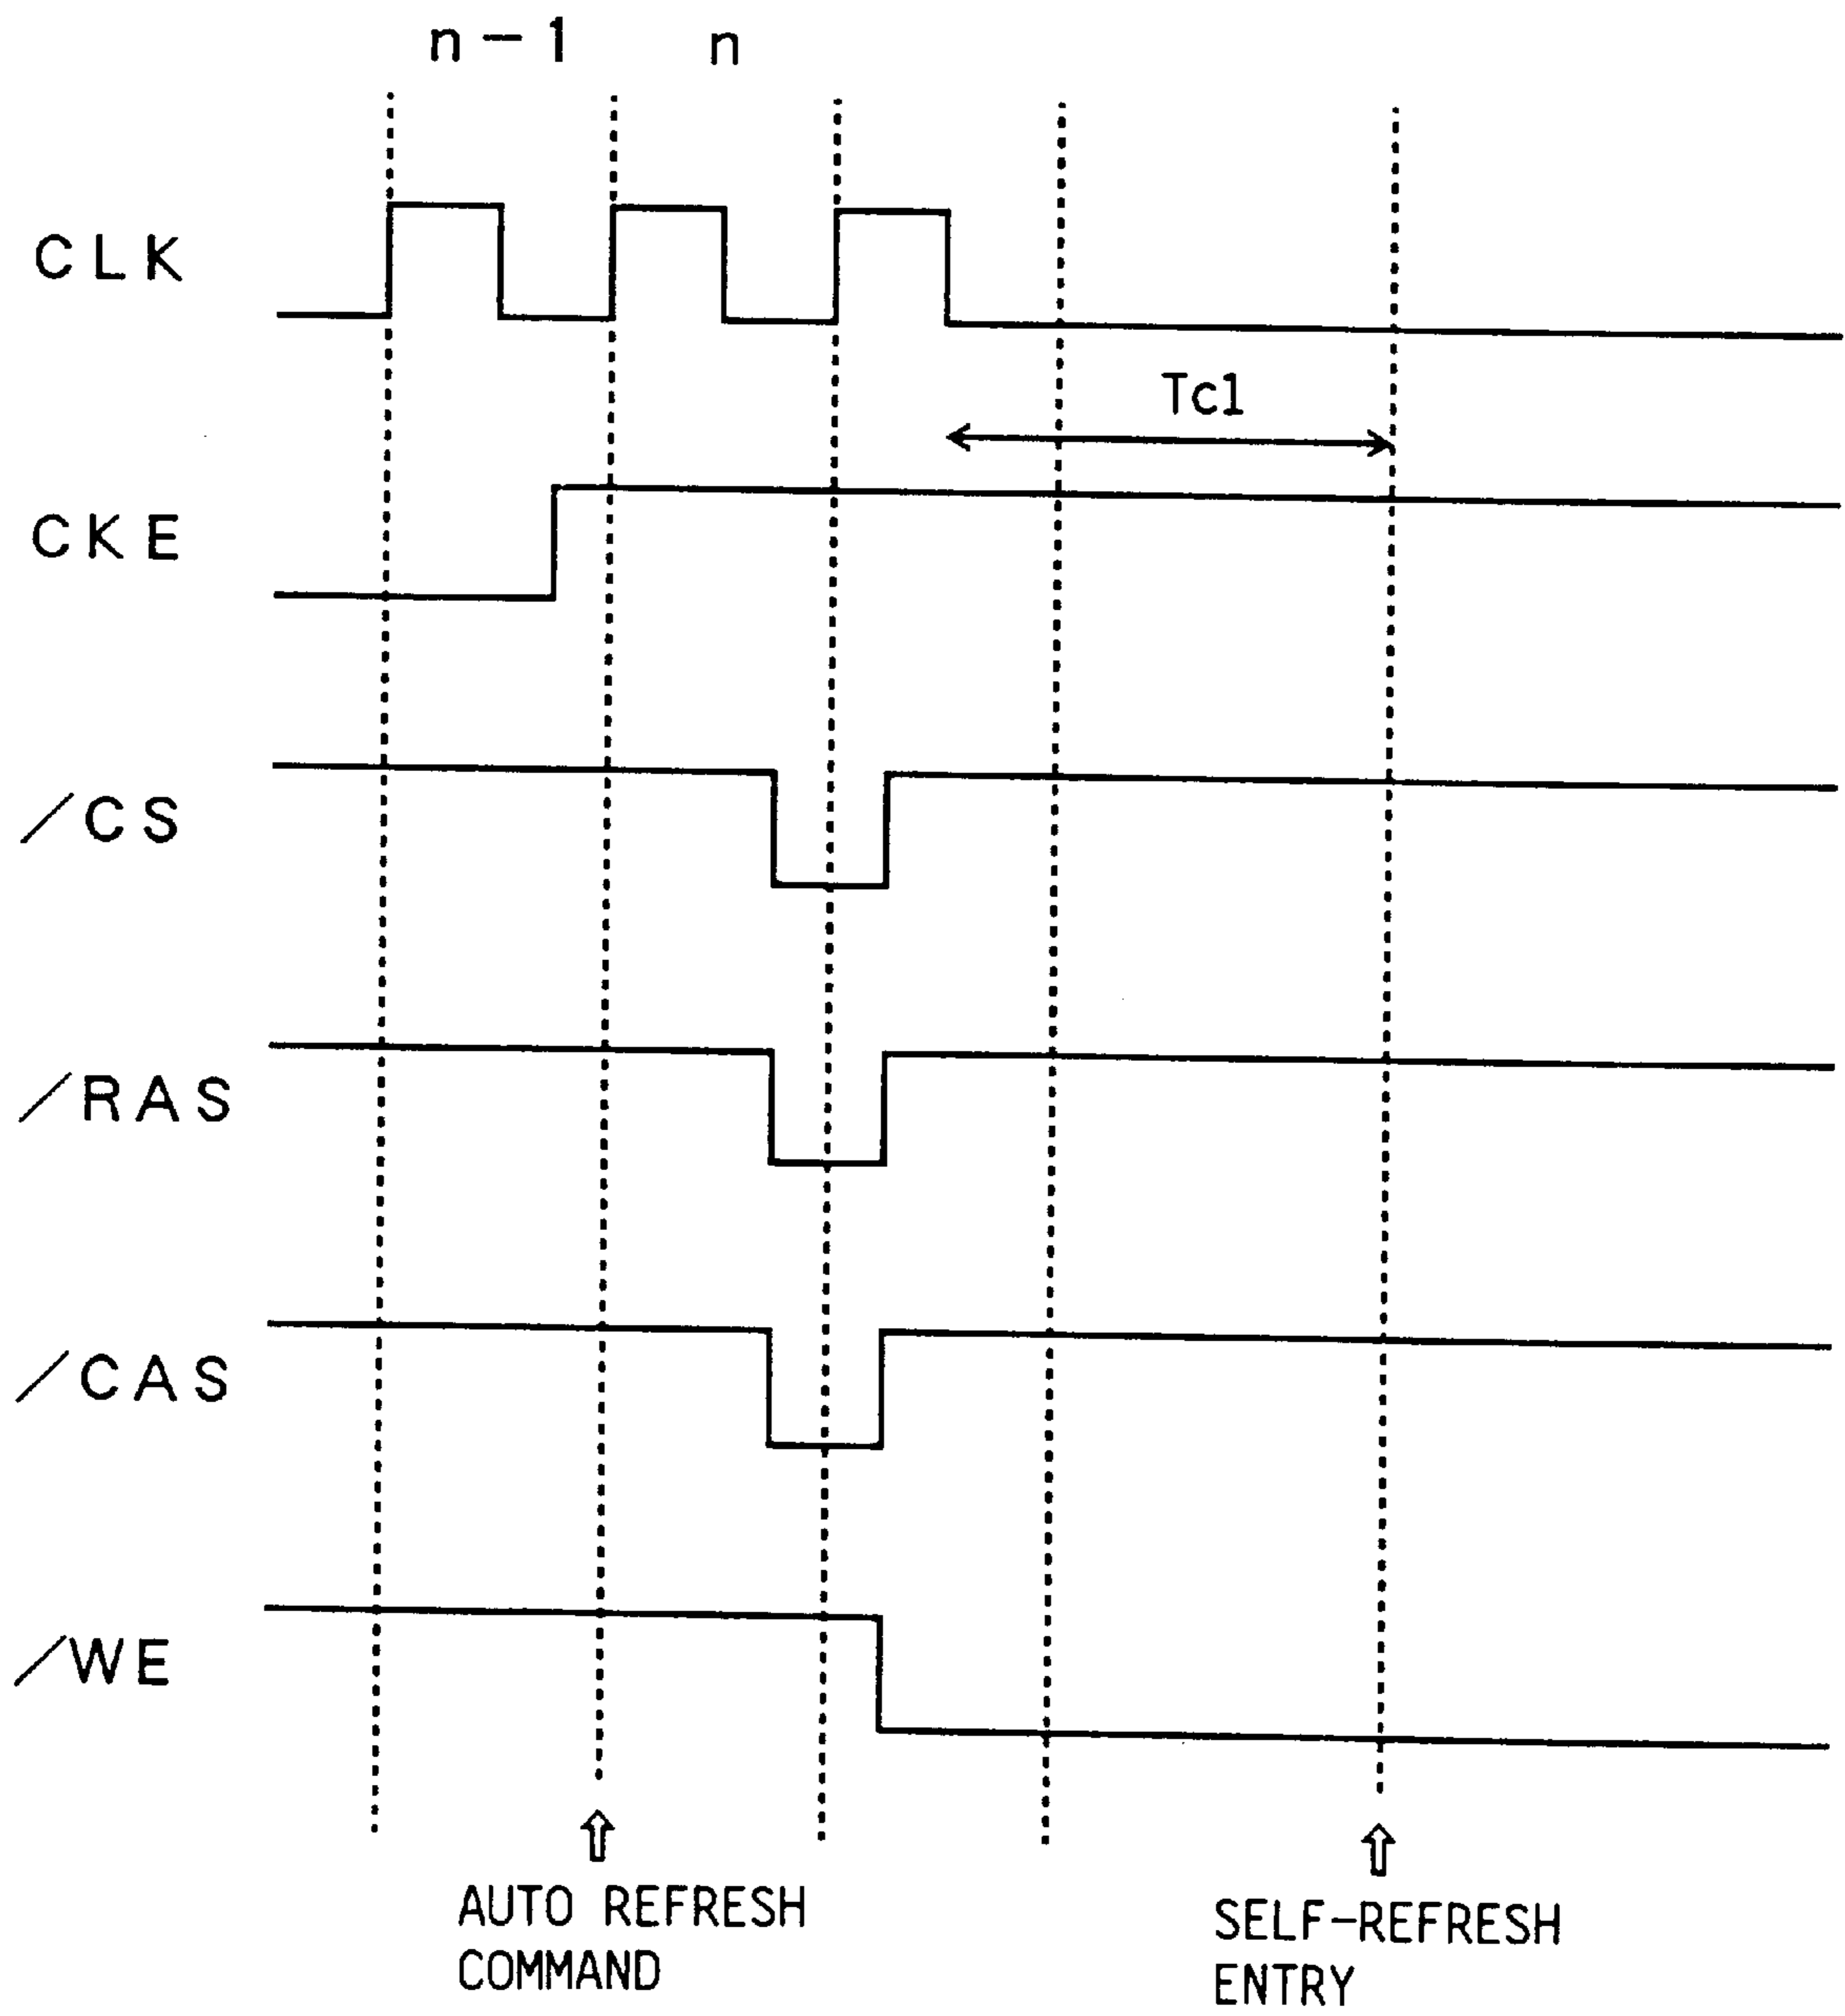 n-1 n
CLK
Tc1
CKE
/CS
/RAS
/CAS
/WE
AUTO REFRESH
COMMAND
SELF-REFRESH
ENTRY